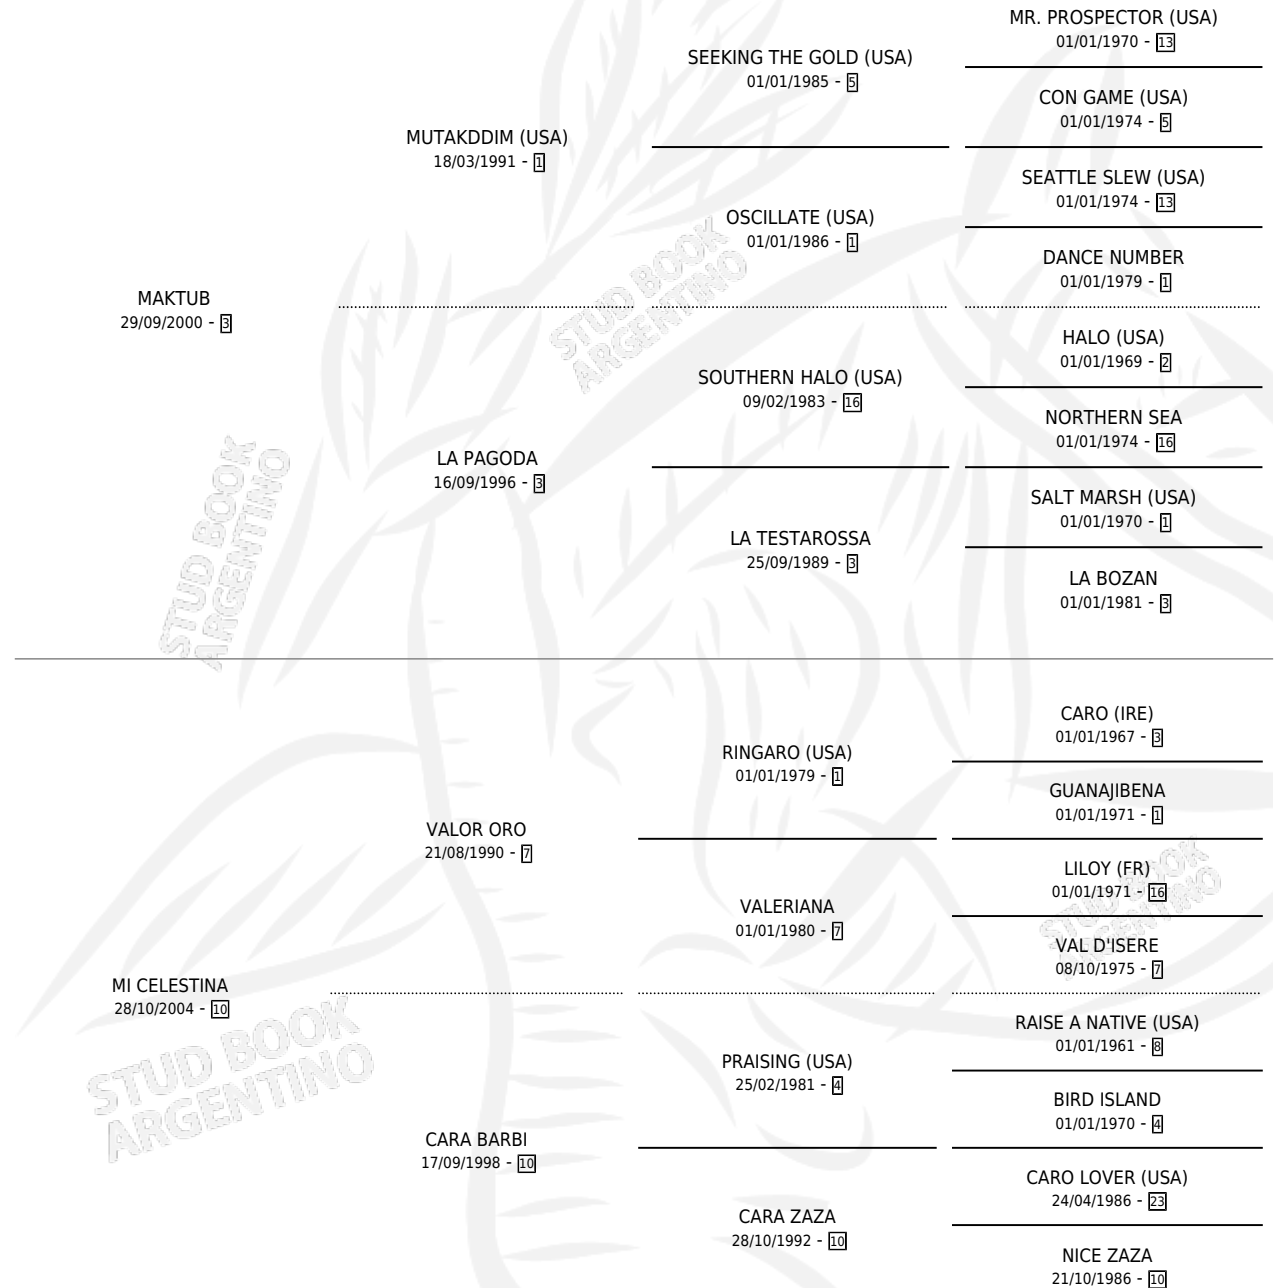 MR. PROSPECTOR (USA)
01/01/1970 - 13
SEEKING THE GOLD (USA)
01/01/1985 - 5
CON GAME (USA)
01/01/1974 - 5
MUTAKDDIM (USA)
18/03/1991 - 1
SEATTLE SLEW (USA)
01/01/1974 - 13
OSCILLATE (USA)
01/01/1986 - 1
DANCE NUMBER
01/01/1979 - 1
MAKTUB
29/09/2000 - 3
HALO (USA)
01/01/1969 - 2
SOUTHERN HALO (USA)
09/02/1983 - 16
NORTHERN SEA
01/01/1974 - 16
LA PAGODA
16/09/1996 - 3
SALT MARSH (USA)
01/01/1970 - 1
LA TESTAROSSA
25/09/1989 - 3
LA BOZAN
01/01/1981 - 3
CARO (IRE)
01/01/1967 - 3
RINGARO (USA)
01/01/1979 - 1
GUANAJIBENA
01/01/1971 - 1
VALOR ORO
21/08/1990 - 7
LILOY (FR)
01/01/1971 - 16
VALERIANA
01/01/1980 - 7
VAL D'ISERE
08/10/1975 - 7
MI CELESTINA
28/10/2004 - 10
RAISE A NATIVE (USA)
01/01/1961 - 8
PRAISING (USA)
25/02/1981 - 4
BIRD ISLAND
01/01/1970 - 4
CARA BARBI
17/09/1998 - 10
CARO LOVER (USA)
24/04/1986 - 23
CARA ZAZA
28/10/1992 - 10
NICE ZAZA
21/10/1986 - 10
STUD BOOK
ARGENTINO
STUD BOOK
ARGENTINO
STUD BOOK
ARGENTINO
STUD BOOK
ARGENTINO